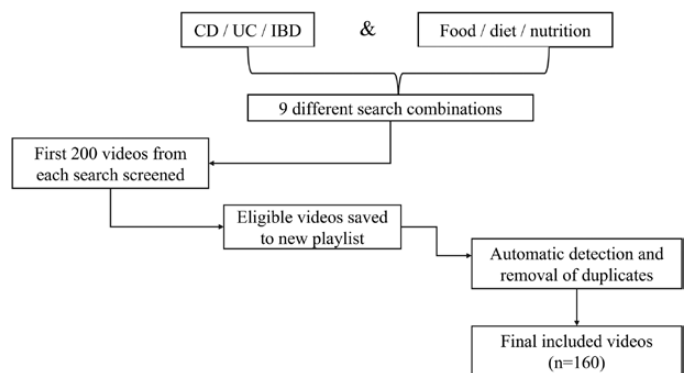 CD / UC / IBD & Food / diet / nutrition
9 different search combinations
First 200 videos from
each search screened
Eligible videos saved
to new playlist
Automatic detection and
removal of duplicates
Final included videos
(n=160)